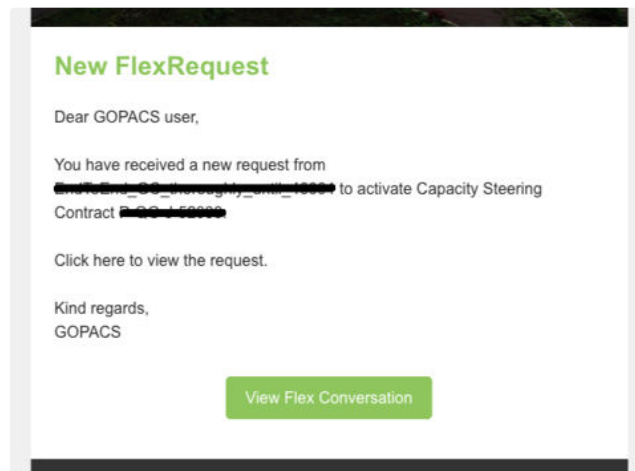 New FlexRequest
Dear GOPACS user,
You have received a new request from
to activate Capacity Steering
Contract
Click here to view the request.
Kind regards,
GOPACS
View Flex Conversation